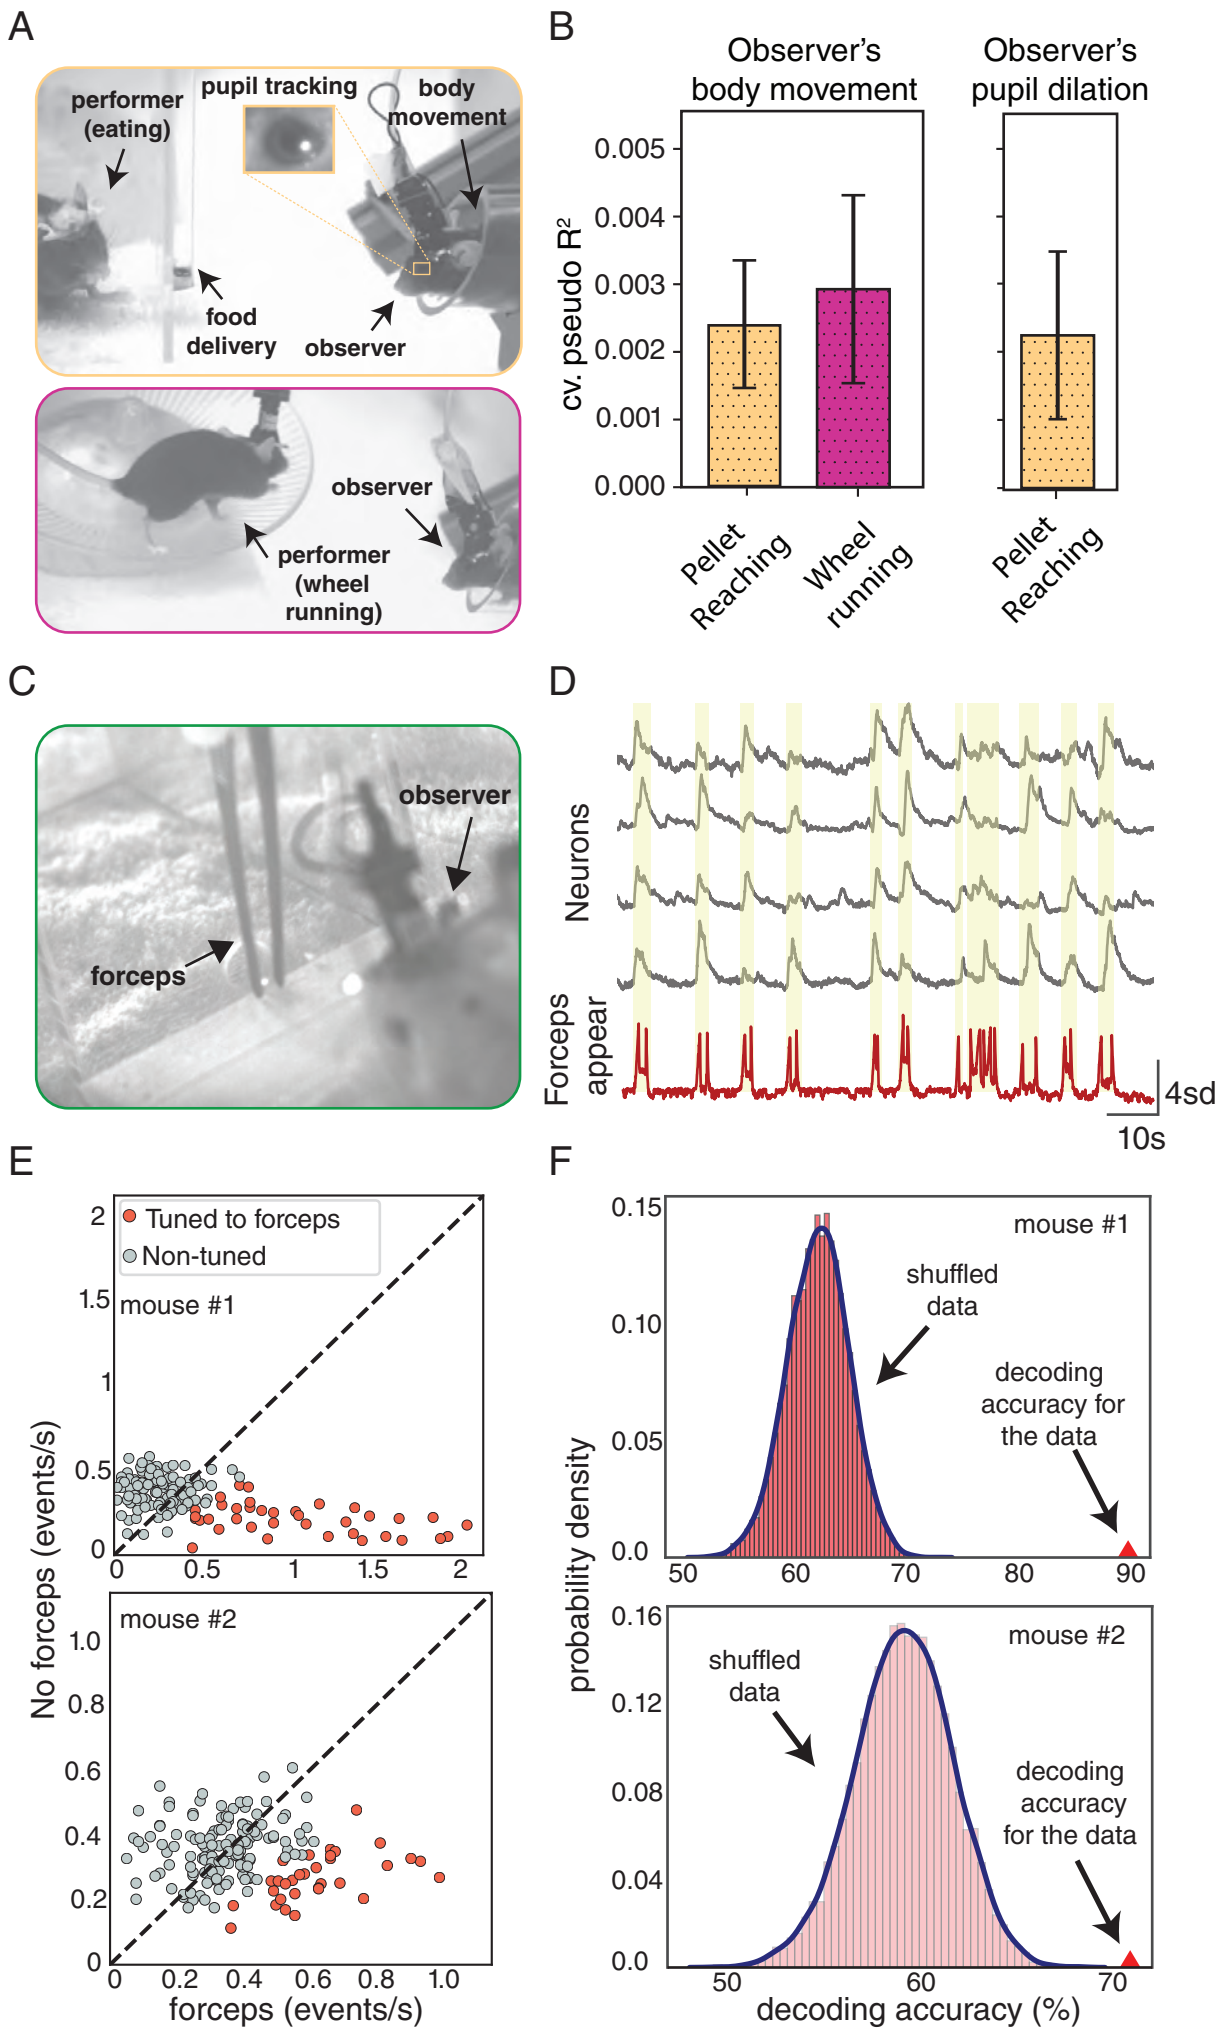 A
performer
(eating)
pupil tracking
body
movement
food
delivery
observer
observer
performer
(wheel
running)
B
Observer's
body movement
Observer's
pupil dilation
cv. pseudo R²
0.005
0.004
0.003
0.002
0.001
0.000
Pellet
Reaching
Wheel
running
Pellet
Reaching
C
observer
forceps
D
Neurons
Forceps
appear
4sd
10s
E
Tuned to forceps
Non-tuned
mouse #1
2
1.5
1
0.5
0
0
0.5
1
1.5
2
No forceps (events/s)
mouse #2
1.0
0.8
0.6
0.4
0.2
0
0
0.2
0.4
0.6
0.8
1.0
forceps (events/s)
F
0.15
0.10
0.05
0.0
mouse #1
shuffled
data
decoding
accuracy for
the data
50
60
70
80
90
probability density
0.16
0.12
0.08
0.04
0.0
mouse #2
shuffled
data
decoding
accuracy
for the data
50
60
70
decoding accuracy (%)